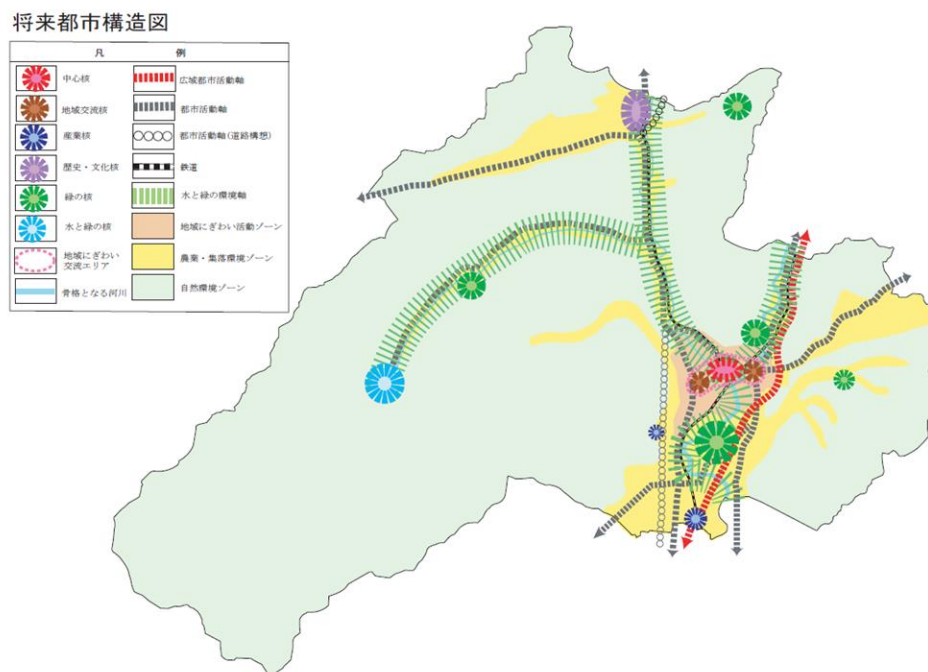 将来都市構造図
凡 例
中心核
広域都市活動軸
地域交流核
都市活動軸
産業核
都市活動軸(道路構想)
歴史・文化核
鉄道
緑の核
水と緑の環境軸
水と緑の核
地域にぎわい活動ゾーン
地域にぎわい
交流エリア
農業・集落環境ゾーン
骨格となる河川
自然環境ゾーン